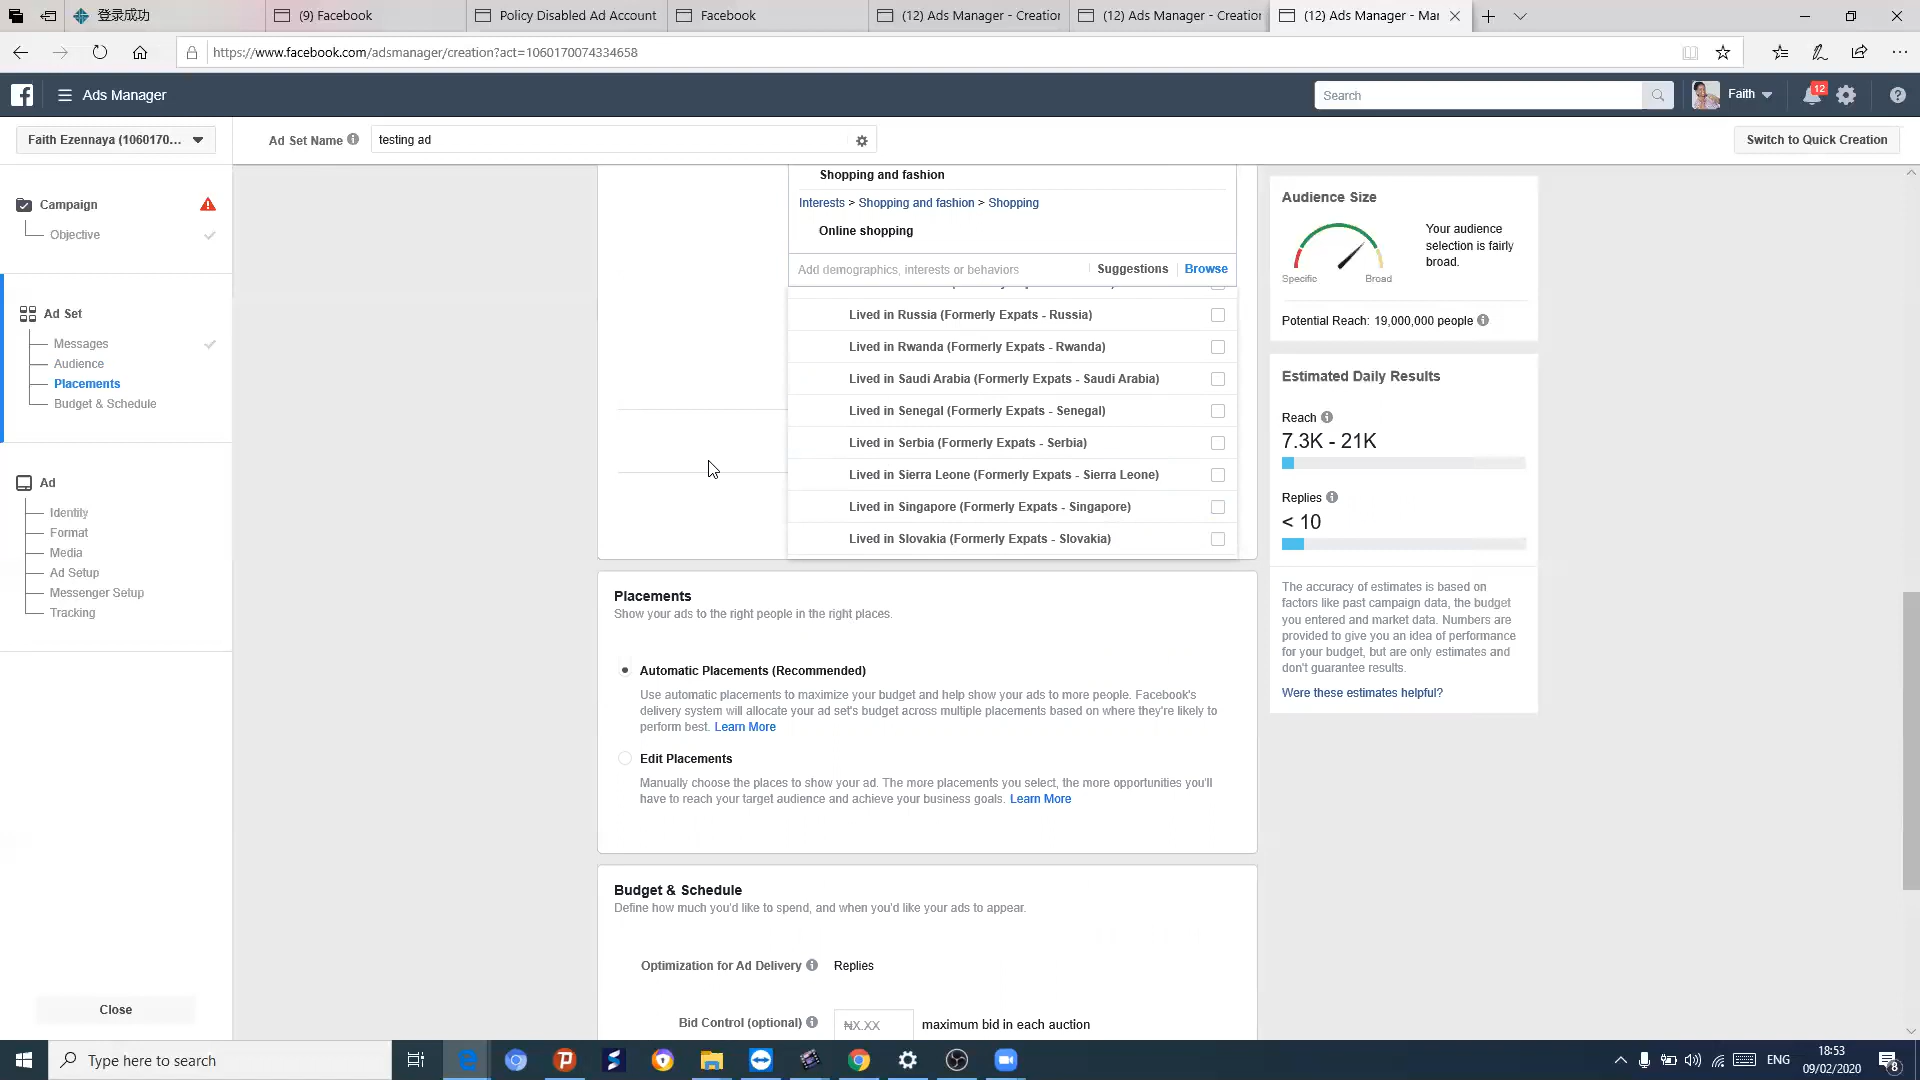 登录成功
(9) Facebook
Policy Disabled Ad Account
Facebook
(12) Ads Manager - Creation
(12) Ads Manager - Creation
(12) Ads Manager - Mar
https://www.facebook.com/adsmanager/creation?act=1060170074334658
Ads Manager
Search
Faith
12
Faith Ezennaya (1060170...
Ad Set Name
testing ad
Switch to Quick Creation
Campaign
Objective
Ad Set
Messages
Audience
Placements
Budget & Schedule
Ad
Identity
Format
Media
Ad Setup
Messenger Setup
Tracking
Close
Shopping and fashion
Interests > Shopping and fashion > Shopping
Online shopping
Add demographics, interests or behaviors
Suggestions
Browse
Lived in Russia (Formerly Expats - Russia)
Lived in Rwanda (Formerly Expats - Rwanda)
Lived in Saudi Arabia (Formerly Expats - Saudi Arabia)
Lived in Senegal (Formerly Expats - Senegal)
Lived in Serbia (Formerly Expats - Serbia)
Lived in Sierra Leone (Formerly Expats - Sierra Leone)
Lived in Singapore (Formerly Expats - Singapore)
Lived in Slovakia (Formerly Expats - Slovakia)
Placements
Show your ads to the right people in the right places.
Automatic Placements (Recommended)
Use automatic placements to maximize your budget and help show your ads to more people. Facebook's
delivery system will allocate your ad set's budget across multiple placements based on where they're likely to
perform best. Learn More
Edit Placements
Manually choose the places to show your ad. The more placements you select, the more opportunities you'll
have to reach your target audience and achieve your business goals. Learn More
Budget & Schedule
Define how much you'd like to spend, and when you'd like your ads to appear.
Optimization for Ad Delivery
Replies
Bid Control (optional)
₦X.XX
maximum bid in each auction
Audience Size
Your audience
selection is fairly
broad.
Specific
Broad
Potential Reach: 19,000,000 people
Estimated Daily Results
Reach
7.3K - 21K
Replies
< 10
The accuracy of estimates is based on
factors like past campaign data, the budget
you entered and market data. Numbers are
provided to give you an idea of performance
for your budget, but are only estimates and
don't guarantee results.
Were these estimates helpful?
Type here to search
ENG
18:53
09/02/2020
8